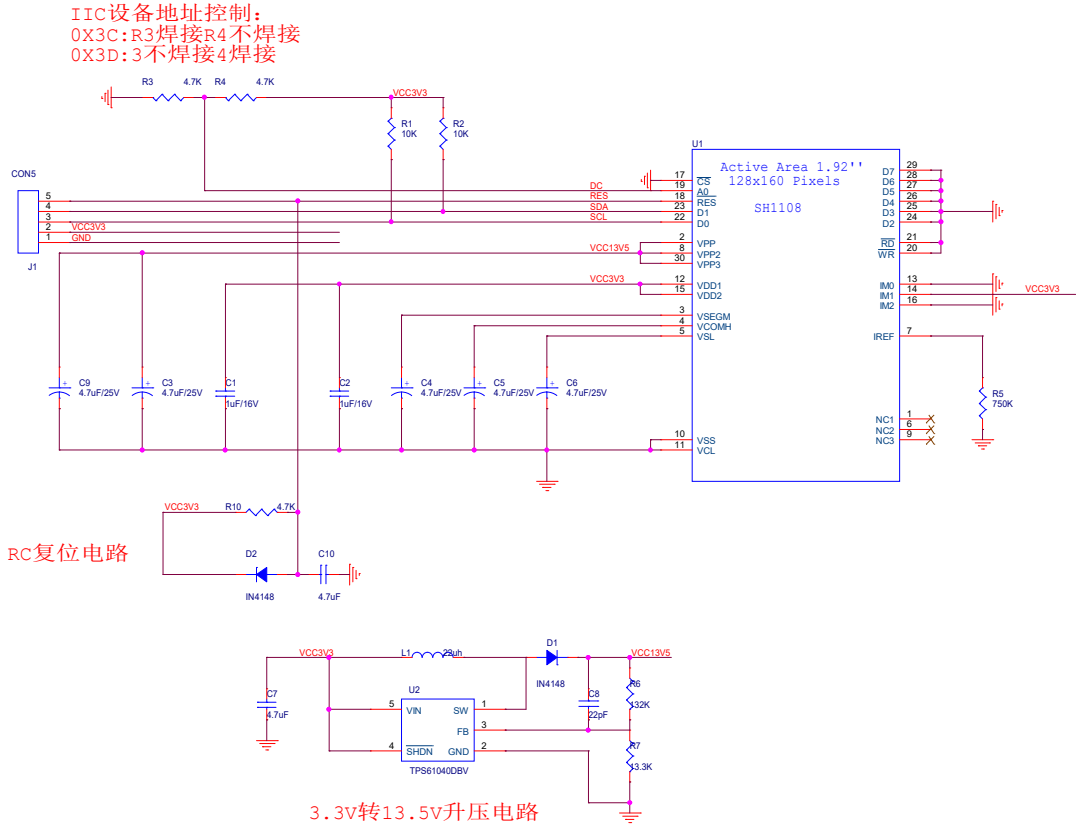 IIC设备地址控制:
0X3C:R3焊接R4不焊接
0X3D:3不焊接4焊接
R3 4.7K R4 4.7K
VCC3V3
R1
10K
R2
10K
U1
Active Area 1.92''
128x160 Pixels
SH1108
CON5
5
4
3
2 VCC3V3
1 GND
J1
DC
RES
SDA
SCL
VCC13V5
VCC3V3
17 CS
19 A0
18 RES
23 D1
22 D0
2 VPP
8 VPP2
30 VPP3
12 VDD1
15 VDD2
3 VSEGM
4 VCOMH
5 VSL
10 VSS
11 VCL
D7 29
D6 28
D5 27
D4 26
D3 25
D2 24
RD 21
WR 20
IM0 13
IM1 14
IM2 16
VCC3V3
IREF 7
R5
750K
NC1 1
NC2 6
NC3 9
C9
4.7uF/25V
C3
4.7uF/25V
C1
1uF/16V
C2
1uF/16V
C4
4.7uF/25V
C5
4.7uF/25V
C6
4.7uF/25V
VCC3V3 R10 4.7K
RC复位电路
D2
IN4148
C10
4.7uF
VCC3V3
L1 22uh
D1
IN4148
VCC13V5
C7
4.7uF
U2
5 VIN
4 SHDN
SW 1
FB 3
GND 2
TPS61040DBV
C8
22pF
R6
132K
R7
13.3K
3.3V转13.5V升压电路